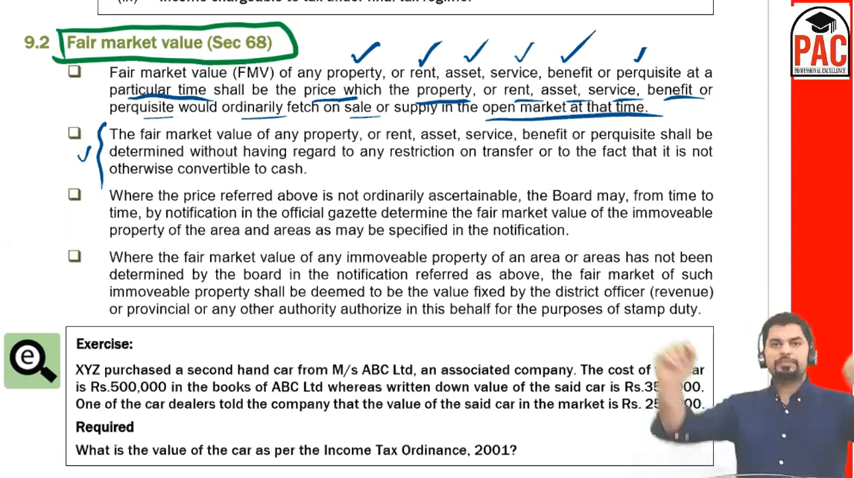 9.2 Fair market value (Sec 68)
Fair market value (FMV) of any property, or rent, asset, service, benefit or perquisite at a
particular time shall be the price which the property, or rent, asset, service, benefit or
perquisite would ordinarily fetch on sale or supply in the open market at that time.
The fair market value of any property, or rent, asset, service, benefit or perquisite shall be
determined without having regard to any restriction on transfer or to the fact that it is not
otherwise convertible to cash.
Where the price referred above is not ordinarily ascertainable, the Board may, from time to
time, by notification in the official gazette determine the fair market value of the immoveable
property of the area and areas as may be specified in the notification.
Where the fair market value of any immoveable property of an area or areas has not been
determined by the board in the notification referred as above, the fair market of such
immoveable property shall be deemed to be the value fixed by the district officer (revenue)
or provincial or any other authority authorize in this behalf for the purposes of stamp duty.
e
Exercise:
XYZ purchased a second hand car from M/s ABC Ltd, an associated company. The cost of
is Rs.500,000 in the books of ABC Ltd whereas written down value of the said car is
One of the car dealers told the company that the value of the said car in the market is Rs.
Required
What is the value of the car as per the Income Tax Ordinance, 2001?
PAC
PROFESSIONAL EXCELLENCE